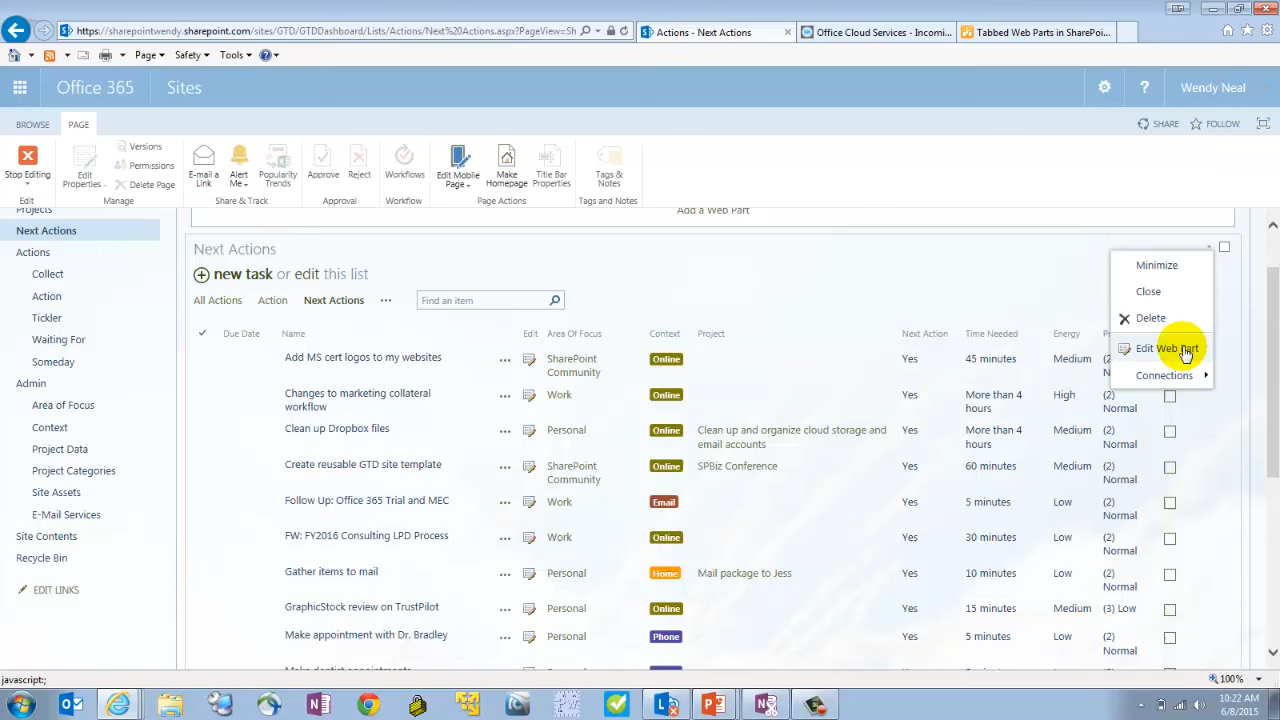 https://sharepointwendy.sharepoint.com/sites/GTD/GTDDashboard/Lists/Actions/Next%20Actions.aspx?PageView=Sh
Actions - Next Actions
Office Cloud Services - Incomi...
Tabbed Web Parts in SharePoi...
Page
Safety
Tools
Office 365
Sites
Wendy Neal
BROWSE
PAGE
SHARE
FOLLOW
Stop Editing
Edit Properties
Versions
Permissions
Delete Page
E-mail a Link
Alert Me
Popularity Trends
Approve
Reject
Workflows
Edit Mobile Page
Make Homepage
Title Bar Properties
Tags & Notes
Edit
Manage
Share & Track
Approval
Workflow
Page Actions
Tags and Notes
Projects
Next Actions
Actions
Collect
Action
Tickler
Waiting For
Someday
Admin
Area of Focus
Context
Project Data
Project Categories
Site Assets
E-Mail Services
Site Contents
Recycle Bin
EDIT LINKS
Add a Web Part
Next Actions
new task or edit this list
All Actions Action Next Actions ... Find an item
Due Date Name Edit Area Of Focus Context Project Next Action Time Needed Energy
Add MS cert logos to my websites ... SharePoint Community Online Yes 45 minutes Medium
Changes to marketing collateral workflow Work Online Yes More than 4 hours High (2) Normal
Clean up Dropbox files ... Personal Online Clean up and organize cloud storage and email accounts Yes More than 4 hours Medium (2) Normal
Create reusable GTD site template ... SharePoint Community Online SPBiz Conference Yes 60 minutes Medium (2) Normal
Follow Up: Office 365 Trial and MEC ... Work Email Yes 5 minutes Low (2) Normal
FW: FY2016 Consulting LPD Process ... Work Online Yes 30 minutes Low (2) Normal
Gather items to mail ... Personal Home Mail package to Jess Yes 10 minutes Low (2) Normal
GraphicStock review on TrustPilot ... Personal Online Yes 15 minutes Medium (3) Low
Make appointment with Dr. Bradley ... Personal Phone Yes 5 minutes Low (2) Normal
Make dentist appointments
Minimize
Close
Delete
Edit Web Part
Connections
javascript:;
100%
10:22 AM
6/8/2015